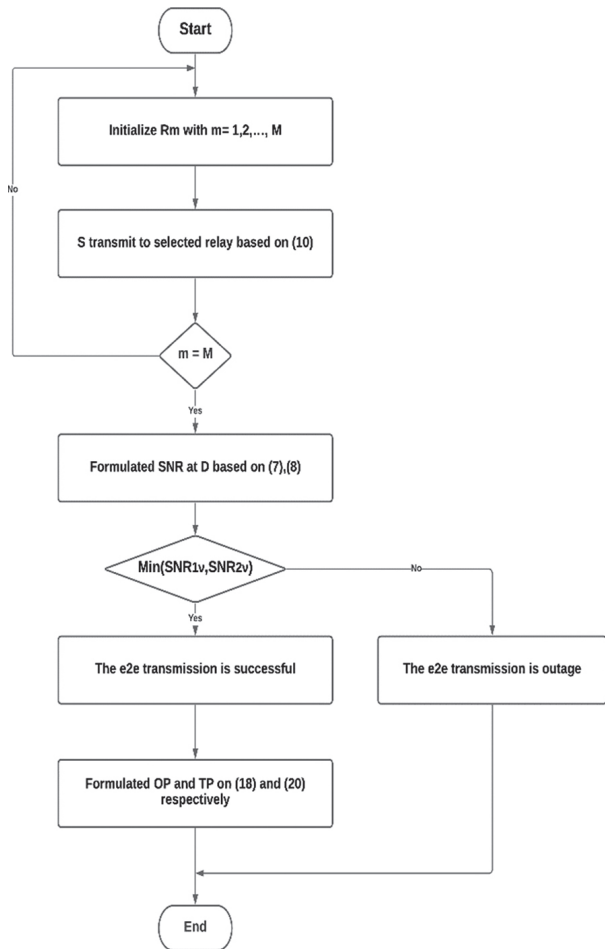 Start
Initialize Rm with m= 1,2,…, M
No
S transmit to selected relay based on (10)
m = M
Yes
Formulated SNR at D based on (7),(8)
Min(SNR1v,SNR2v)
No
Yes
The e2e transmission is successful
The e2e transmission is outage
Formulated OP and TP on (18) and (20)
respectively
End